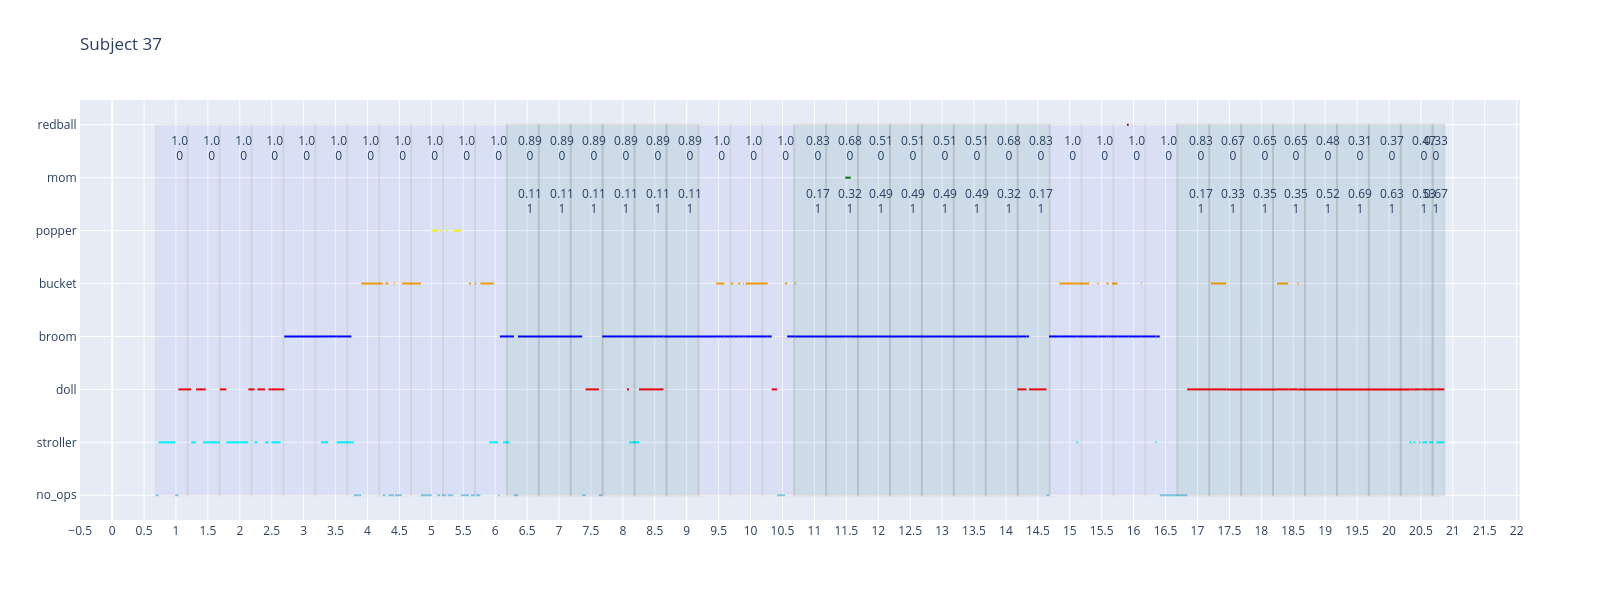 Subject 37
redball
1.0 1.0 1.0 1.0 1.0 1.0 1.0 1.0 1.0 1.0 1.0 0.89 0.89 0.89 0.89 0.89 0.89 1.0 1.0 1.0 0.83 0.68 0.51 0.51 0.51 0.51 0.68 0.83 1.0 1.0 1.0 1.0 0.83 0.67 0.65 0.65 0.48 0.31 0.37 0.47 0.33
0 0 0 0 0 0 0 0 0 0 0 0 0 0 0 0 0 0 0 0 0 0 0 0 0 0 0 0 0 0 0 0 0 0 0 0 0 0 0 0 0
mom
0.11 0.11 0.11 0.11 0.11 0.11 0.17 0.32 0.49 0.49 0.49 0.49 0.32 0.17 0.17 0.33 0.35 0.35 0.52 0.69 0.63 0.53 0.67
1 1 1 1 1 1 1 1 1 1 1 1 1 1 1 1 1 1 1 1 1 1 1
popper
bucket
broom
doll
stroller
no_ops
−0.5 0 0.5 1 1.5 2 2.5 3 3.5 4 4.5 5 5.5 6 6.5 7 7.5 8 8.5 9 9.5 10 10.5 11 11.5 12 12.5 13 13.5 14 14.5 15 15.5 16 16.5 17 17.5 18 18.5 19 19.5 20 20.5 21 21.5 22